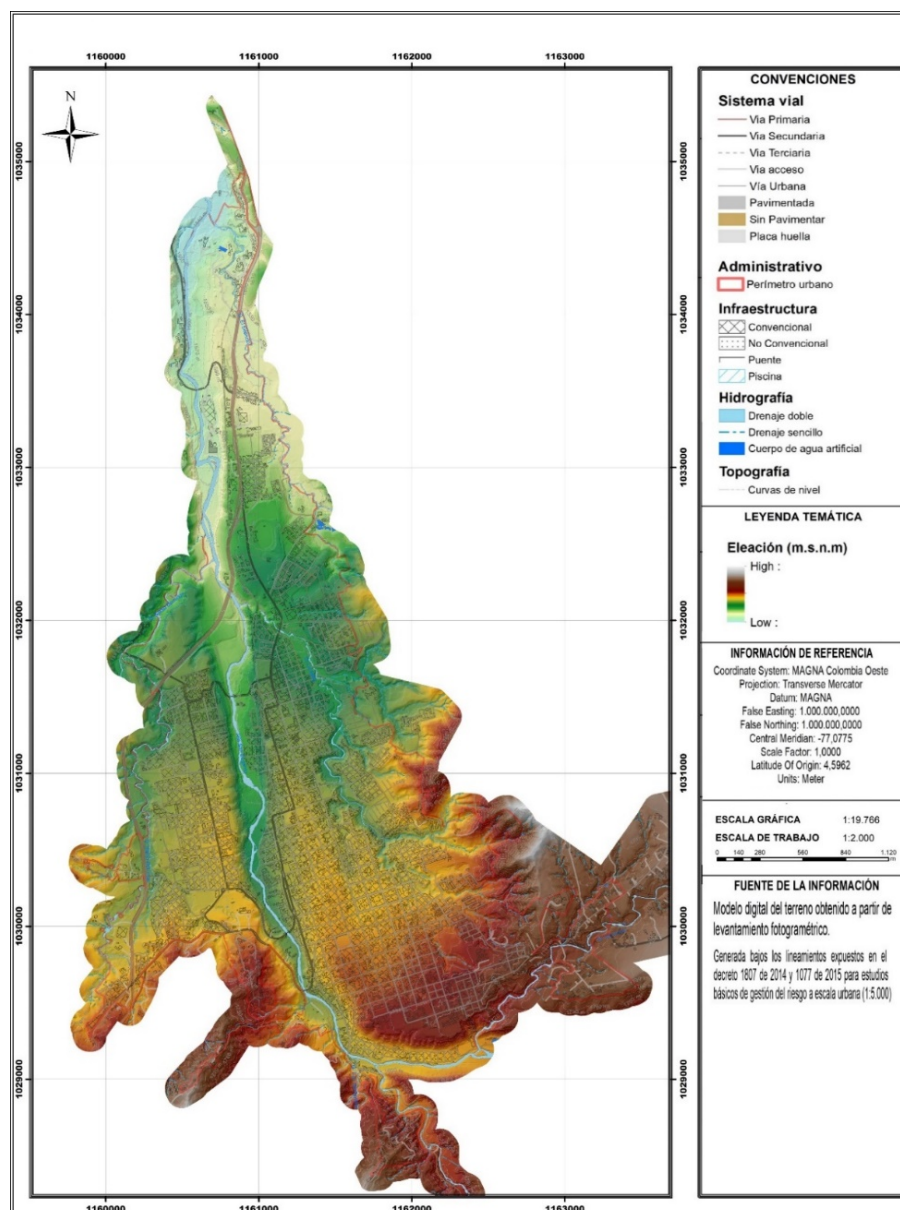 1160000 1161000 1162000 1163000
N
1035000 1035000
1034000 1034000
1033000 1033000
1032000 1032000
1031000 1031000
1030000 1030000
1029000 1029000
1160000 1161000 1162000 1163000
CONVENCIONES
Sistema vial
Via Primaria
Via Secundaria
Via Terciaria
Via acceso
Vía Urbana
Pavimentada
Sin Pavimentar
Placa huella
Administrativo
Perímetro urbano
Infraestructura
Convencional
No Convencional
Puente
Piscina
Hidrografía
Drenaje doble
Drenaje sencillo
Cuerpo de agua artificial
Topografía
Curvas de nivel
LEYENDA TEMÁTICA
Eleación (m.s.n.m)
High :
Low :
INFORMACIÓN DE REFERENCIA
Coordinate System: MAGNA Colombia Oeste
Projection: Transverse Mercator
Datum: MAGNA
False Easting: 1.000.000,0000
False Northing: 1.000.000,0000
Central Meridian: -77,0775
Scale Factor: 1,0000
Latitude Of Origin: 4,5962
Units: Meter
ESCALA GRÁFICA 1:19.766
ESCALA DE TRABAJO 1:2.000
0 140 280 560 840 1.120
m
FUENTE DE LA INFORMACIÓN
Modelo digital del terreno obtenido a partir de
levantamiento fotogramétrico.
Generada bajos los lineamientos expuestos en el
decreto 1807 de 2014 y 1077 de 2015 para estudios
básicos de gestión del riesgo a escala urbana (1:5.000)